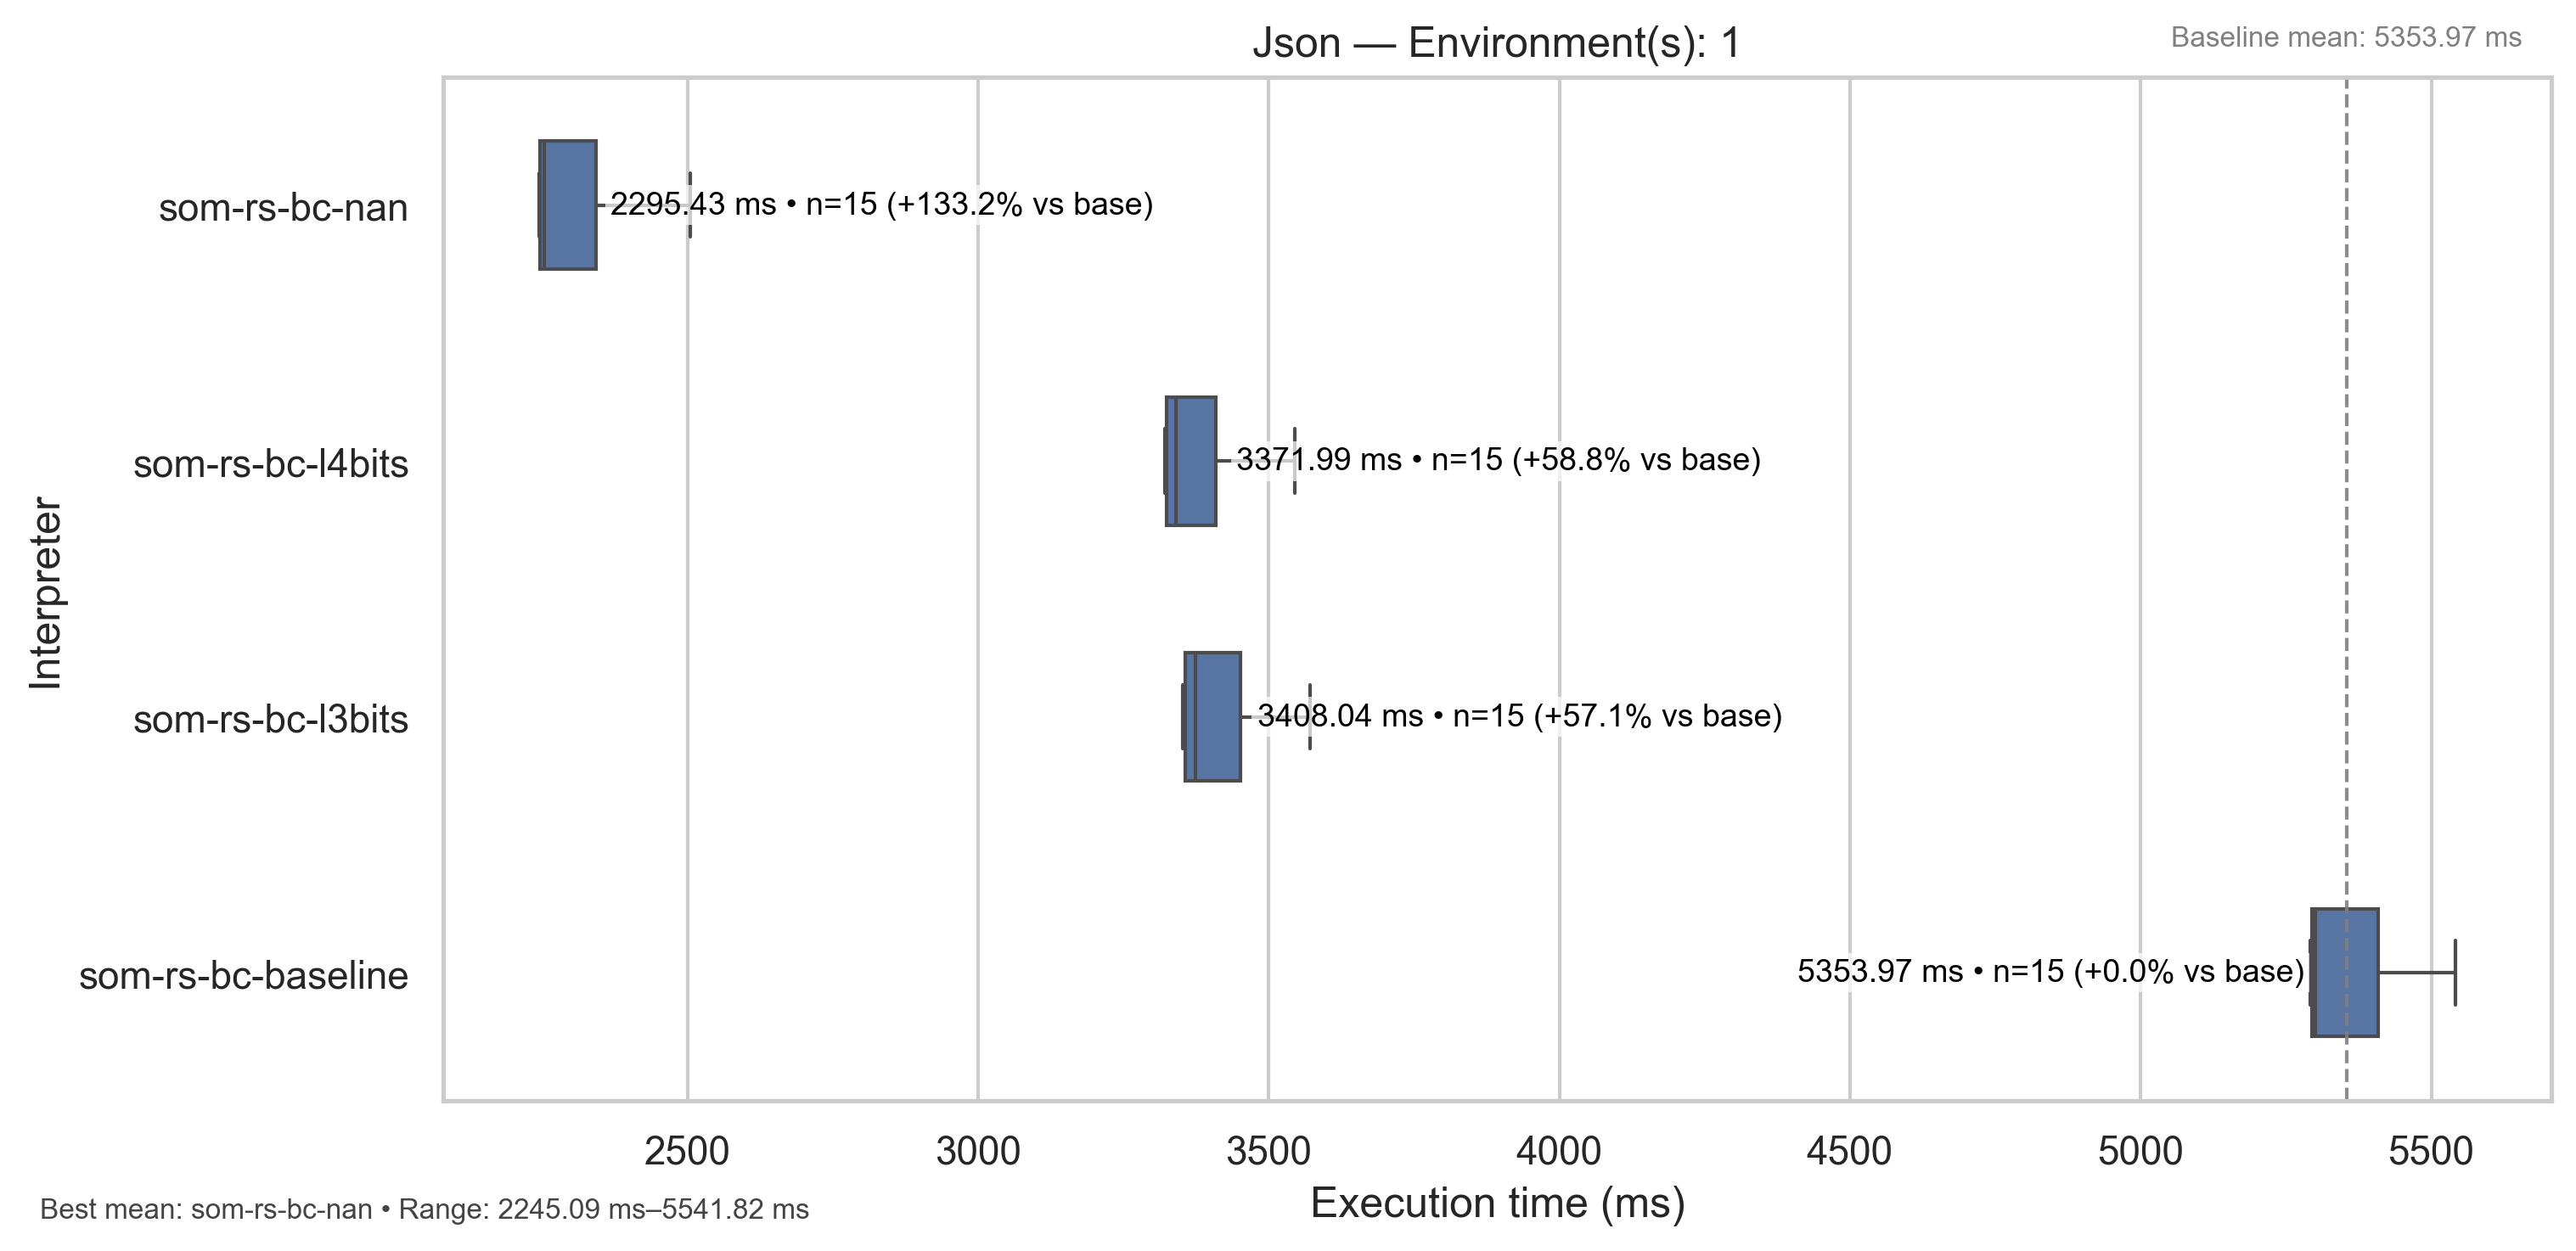 Json — Environment(s): 1
Baseline mean: 5353.97 ms
Interpreter
som-rs-bc-nan
2295.43 ms • n=15 (+133.2% vs base)
som-rs-bc-l4bits
3371.99 ms • n=15 (+58.8% vs base)
som-rs-bc-l3bits
3408.04 ms • n=15 (+57.1% vs base)
som-rs-bc-baseline
5353.97 ms • n=15 (+0.0% vs base)
2500 3000 3500 4000 4500 5000 5500
Execution time (ms)
Best mean: som-rs-bc-nan • Range: 2245.09 ms–5541.82 ms